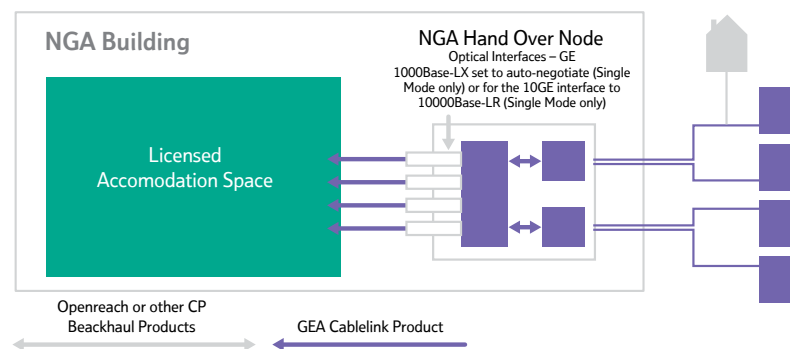 NGA Building
NGA Hand Over Node
Optical Interfaces – GE
1000Base-LX set to auto-negotiate (Single
Mode only) or for the 10GE interface to
10000Base-LR (Single Mode only)
Licensed
Accomodation Space
Openreach or other CP
Beackhaul Products
GEA Cablelink Product